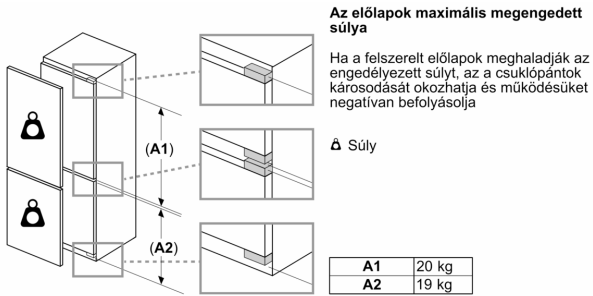 Az előlapok maximális megengedett
súlya
Ha a felszerelt előlapok meghaladják az
engedélyezett súlyt, az a csuklópántok
károsodását okozhatja és működésüket
negatívan befolyásolja
Súly
(A1)
(A2)
A1 20 kg
A2 19 kg